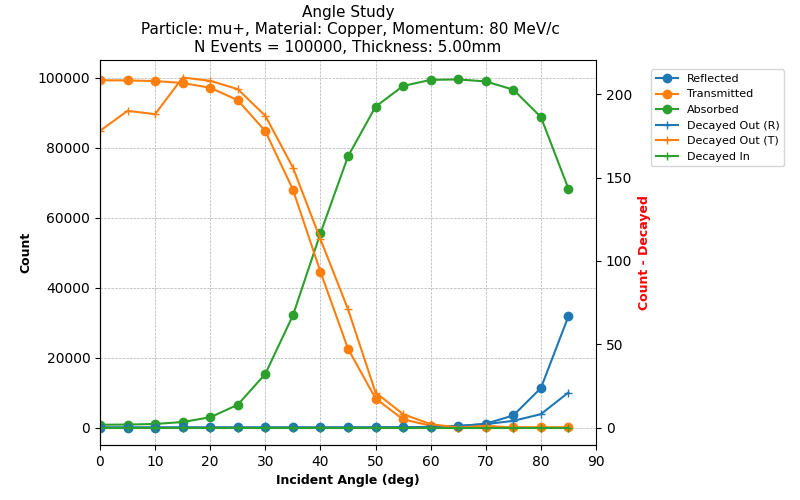 Angle Study
Particle: mu+, Material: Copper, Momentum: 80 MeV/c
N Events = 100000, Thickness: 5.00mm
100000
80000
60000
40000
20000
0
Count
0 10 20 30 40 50 60 70 80 90
Incident Angle (deg)
200
150
100
50
0
Count - Decayed
Reflected
Transmitted
Absorbed
Decayed Out (R)
Decayed Out (T)
Decayed In